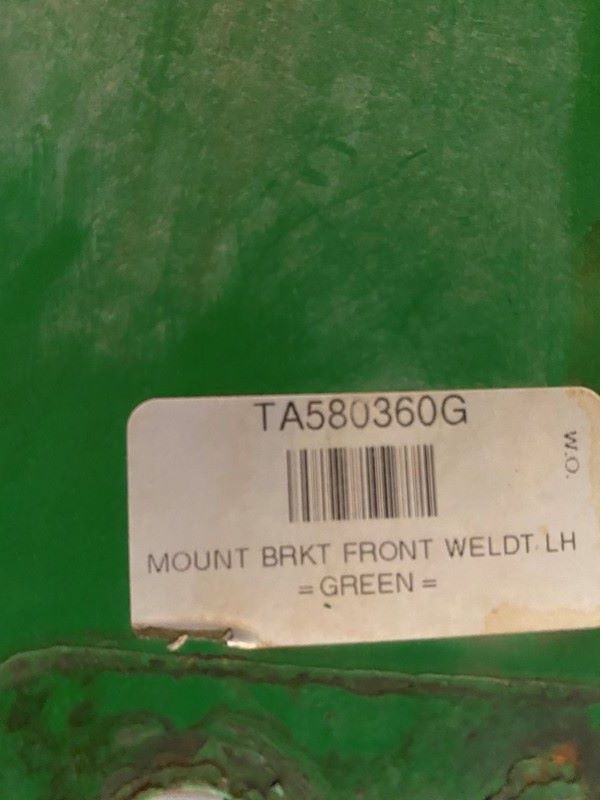 TA580360G
W.O.
MOUNT BRKT FRONT WELDT LH
= GREEN =